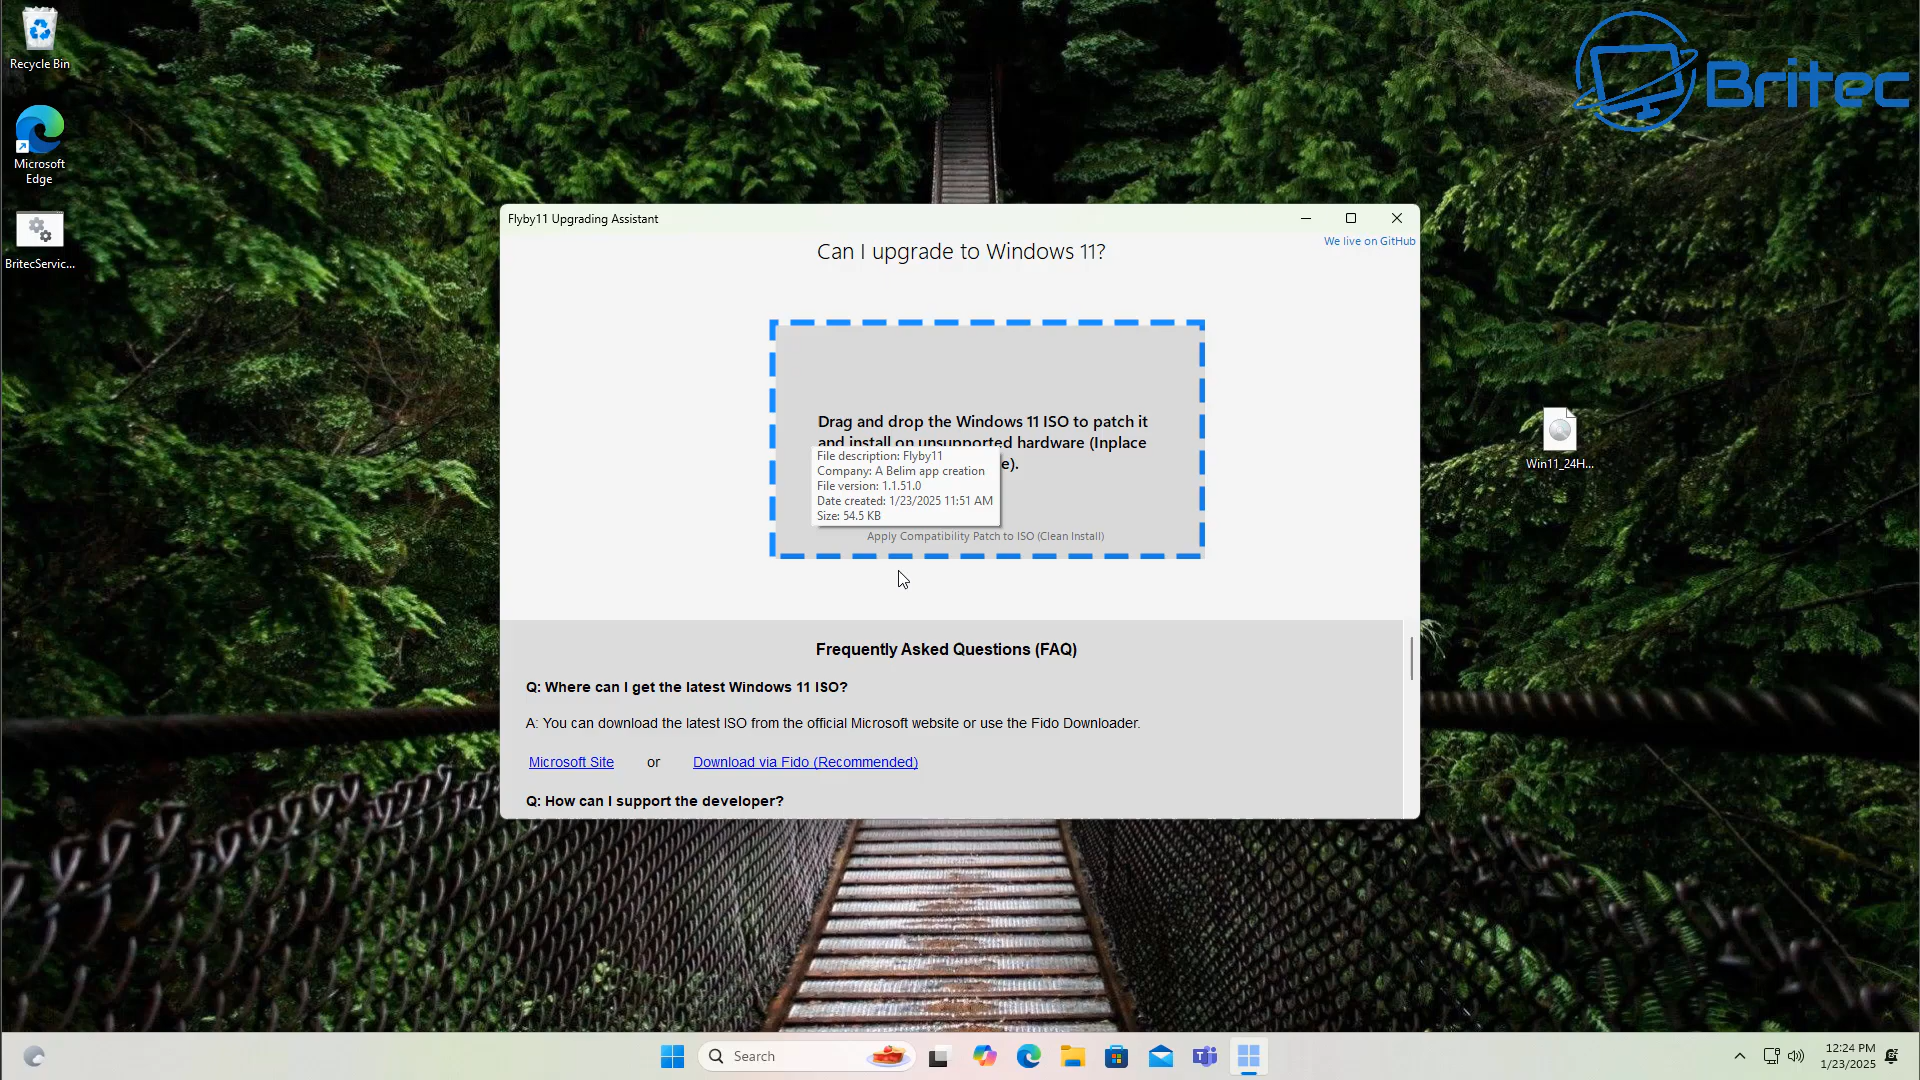 Recycle Bin
Microsoft
Edge
BritecServic...
Britec
Flyby11 Upgrading Assistant
We live on GitHub
Can I upgrade to Windows 11?
Drag and drop the Windows 11 ISO to patch it
and install on unsupported hardware (Inplace
e).
File description: Flyby11
Company: A Belim app creation
File version: 1.1.51.0
Date created: 1/23/2025 11:51 AM
Size: 54.5 KB
Apply Compatibility Patch to ISO (Clean Install)
Win11_24H...
Frequently Asked Questions (FAQ)
Q: Where can I get the latest Windows 11 ISO?
A: You can download the latest ISO from the official Microsoft website or use the Fido Downloader.
Microsoft Site or Download via Fido (Recommended)
Q: How can I support the developer?
Search
12:24 PM
1/23/2025